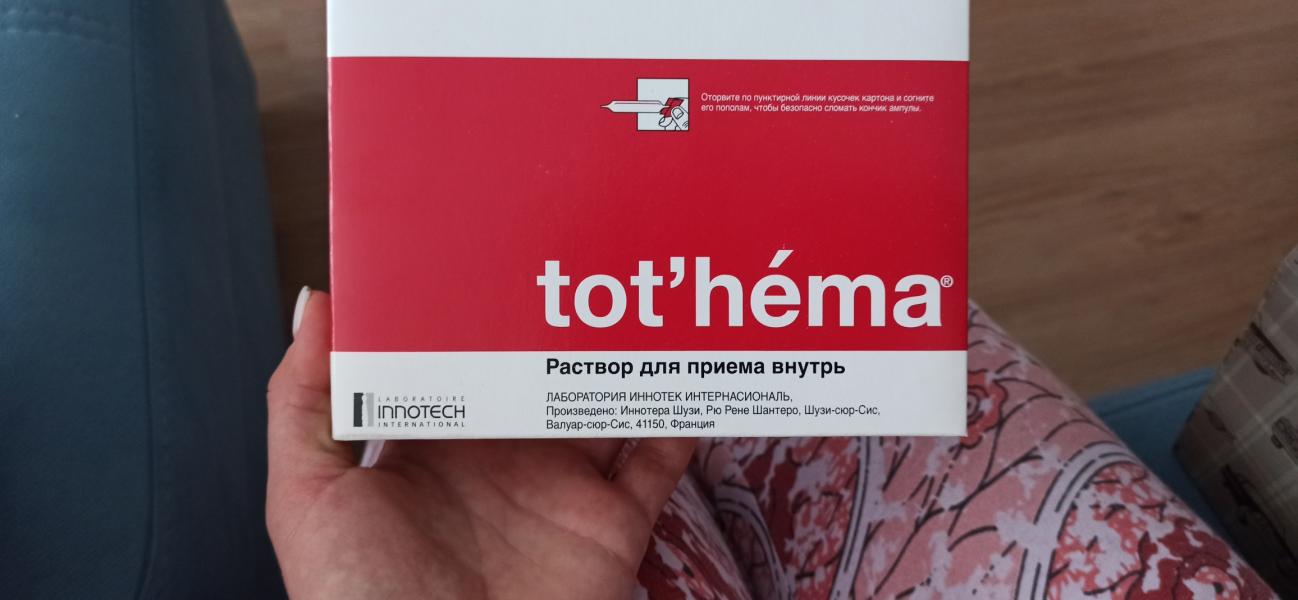 Оторвите по пунктирной линии кусочек картона и согните
его пополам, чтобы безопасно сломать кончик ампулы.
tot'héma®
Раствор для приема внутрь
LABORATOIRE
INNOTECH
INTERNATIONAL
ЛАБОРАТОРИЯ ИННОТЕК ИНТЕРНАСИОНАЛЬ,
Произведено: Иннотера Шузи, Рю Рене Шантеро, Шузи-сюр-Сис,
Валуар-сюр-Сис, 41150, Франция